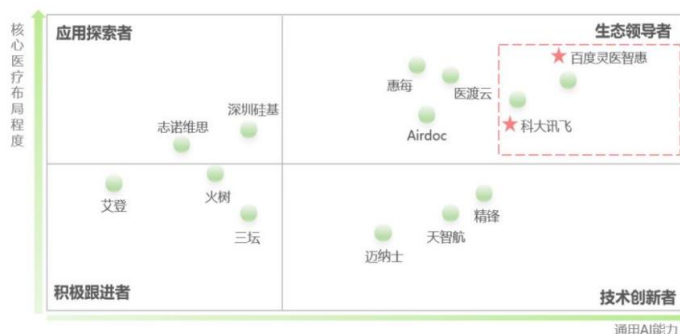 核心医疗布局程度
应用探索者
生态领导者
百度灵医智惠
惠每
医渡云
深圳硅基
志诺维思
Airdoc
科大讯飞
艾登
火树
精锋
三坛
天智航
迈纳士
积极跟进者
技术创新者
通用AI能力